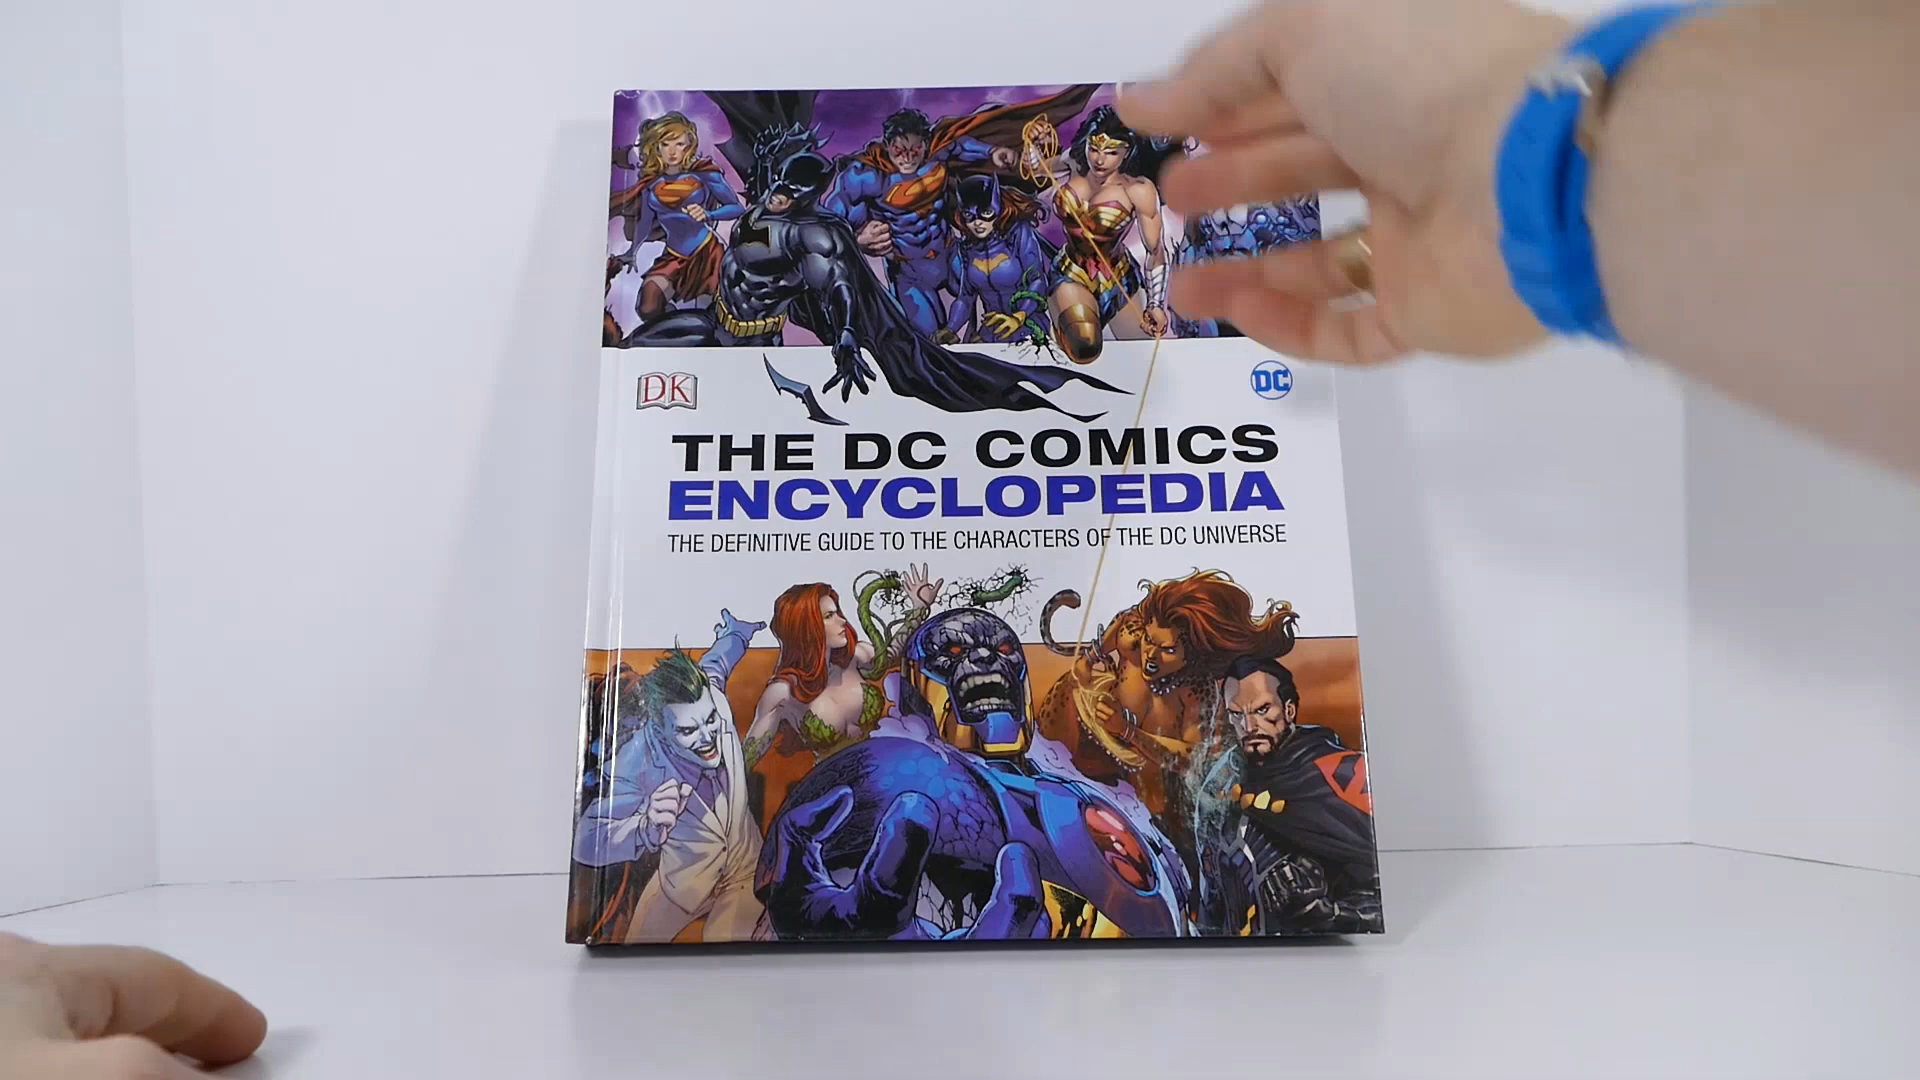 DK
DC
THE DC COMICS
ENCYCLOPEDIA
THE DEFINITIVE GUIDE TO THE CHARACTERS OF THE DC UNIVERSE